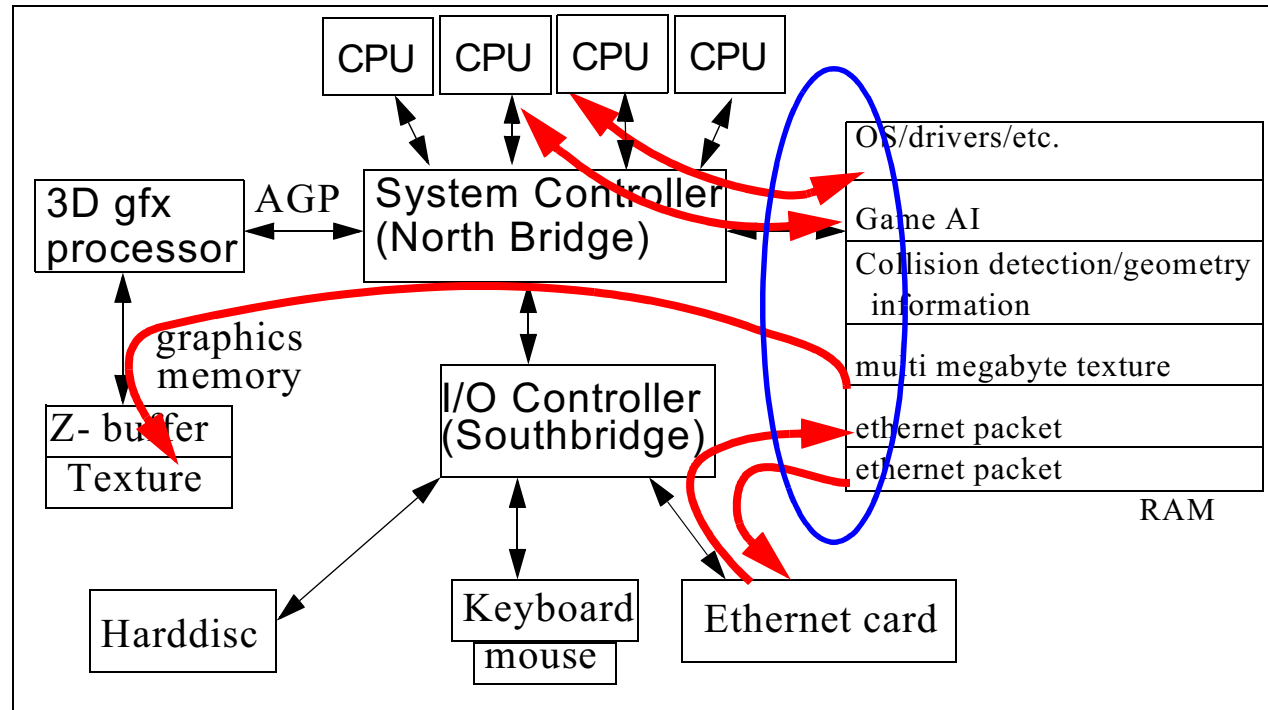 CPU
CPU
CPU
CPU
OS/drivers/etc.
Game AI
Collision detection/geometry
information
multi megabyte texture
ethernet packet
ethernet packet
RAM
3D gfx
processor
AGP
System Controller
(North Bridge)
graphics
memory
Z- buffer
Texture
I/O Controller
(Southbridge)
Harddisc
Keyboard
mouse
Ethernet card